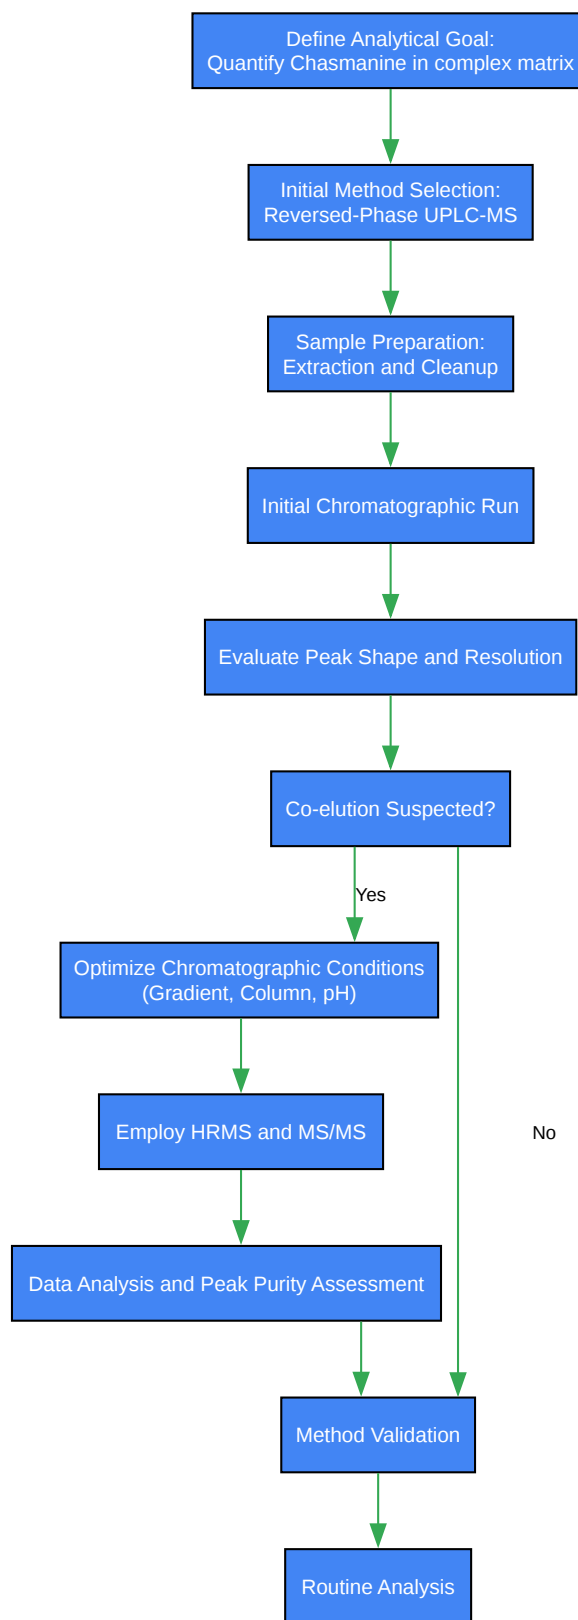 Define Analytical Goal:
Quantify Chasmanine in complex matrix
Initial Method Selection:
Reversed-Phase UPLC-MS
Sample Preparation:
Extraction and Cleanup
Initial Chromatographic Run
Evaluate Peak Shape and Resolution
Co-elution Suspected?
Yes
Optimize Chromatographic Conditions
(Gradient, Column, pH)
Employ HRMS and MS/MS
No
Data Analysis and Peak Purity Assessment
Method Validation
Routine Analysis